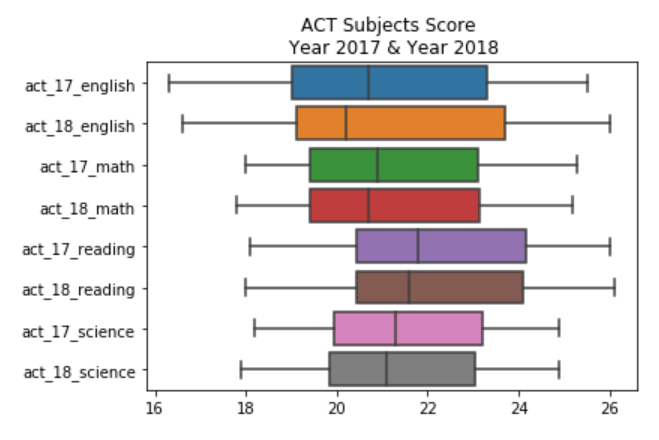 ACT Subjects Score
Year 2017 & Year 2018
act_17_english
act_18_english
act_17_math
act_18_math
act_17_reading
act_18_reading
act_17_science
act_18_science
16 18 20 22 24 26